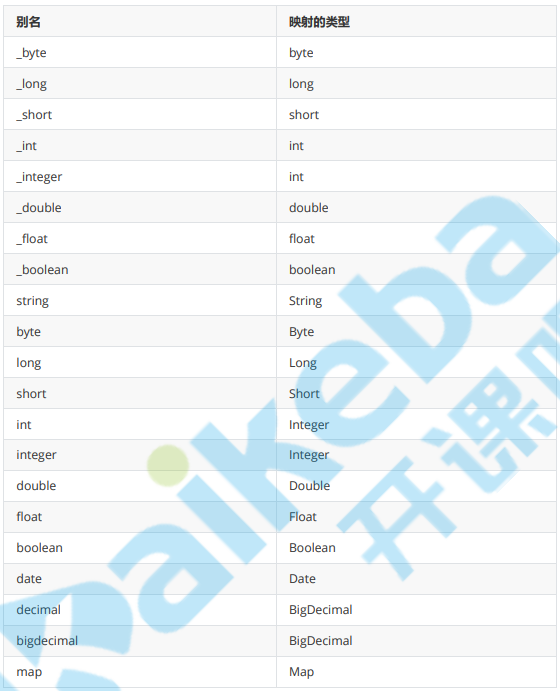 别名 映射的类型
_byte byte
_long long
_short short
_int int
_integer int
_double double
_float float
_boolean boolean
string String
byte Byte
long Long
short Short
int Integer
integer Integer
double Double
float Float
boolean Boolean
date Date
decimal BigDecimal
bigdecimal BigDecimal
map Map
Kaikeba
开课吧